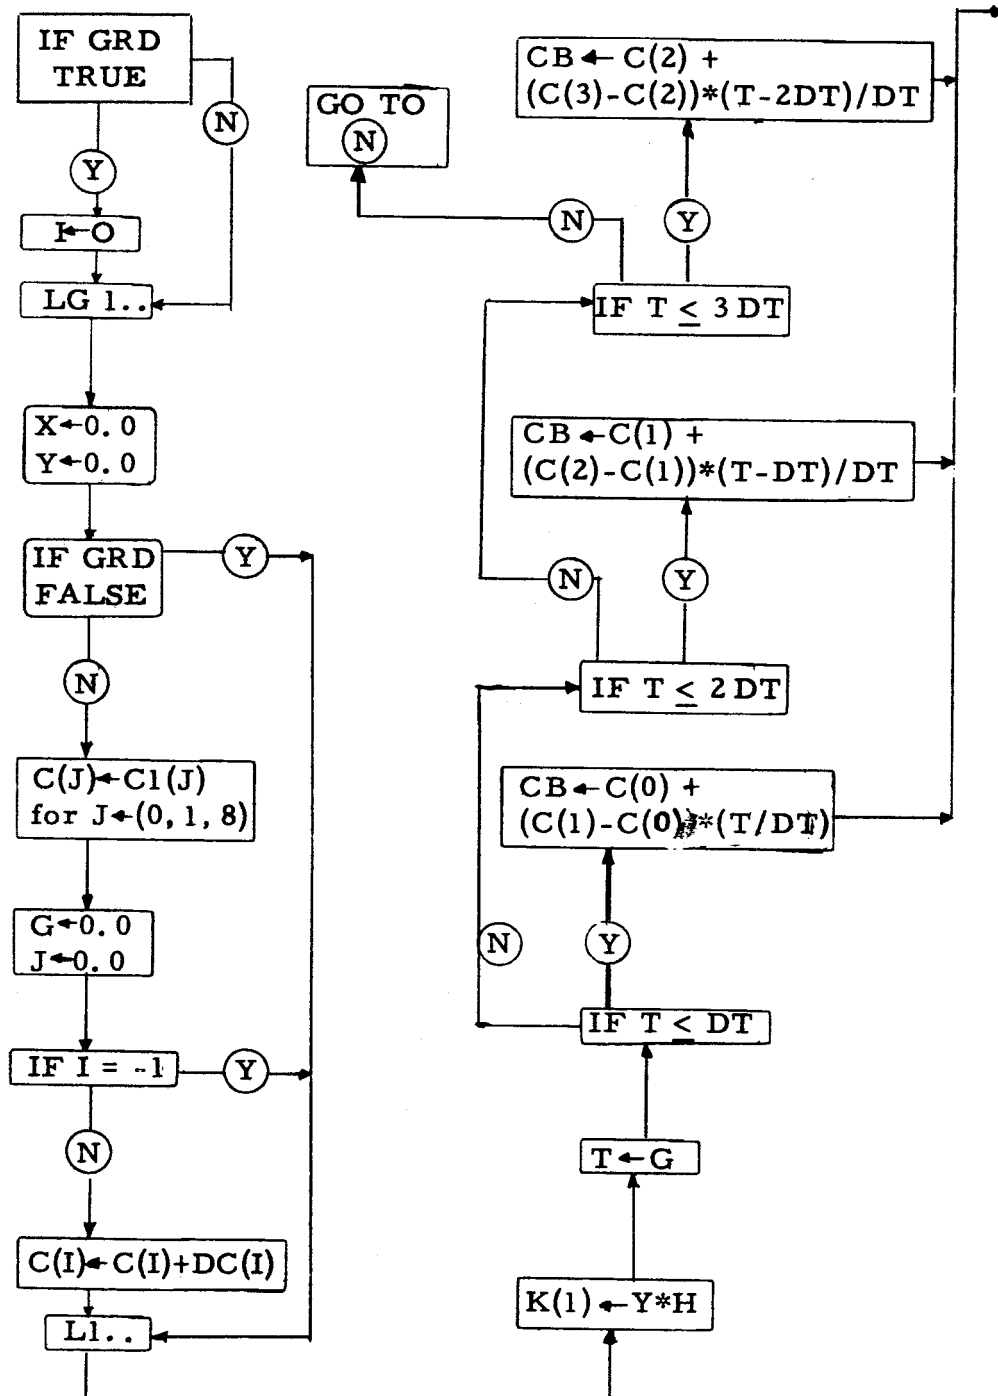 IF GRD
TRUE
N
Y
I←O
LG 1..
X←0.0
Y←0.0
IF GRD
FALSE
Y
N
C(J)←C1(J)
for J←(0,1,8)
G←0.0
J←0.0
IF I = -1
Y
N
C(I)←C(I)+DC(I)
L1..
GO TO
N
CB←C(2) +
(C(3)-C(2))*(T-2DT)/DT
N
Y
IF T ≤ 3DT
CB←C(1) +
(C(2)-C(1))*(T-DT)/DT
N
Y
IF T ≤ 2DT
CB←C(0) +
(C(1)-C(0))*(T/DT)
N
Y
IF T ≤ DT
T←G
K(1)←Y*H